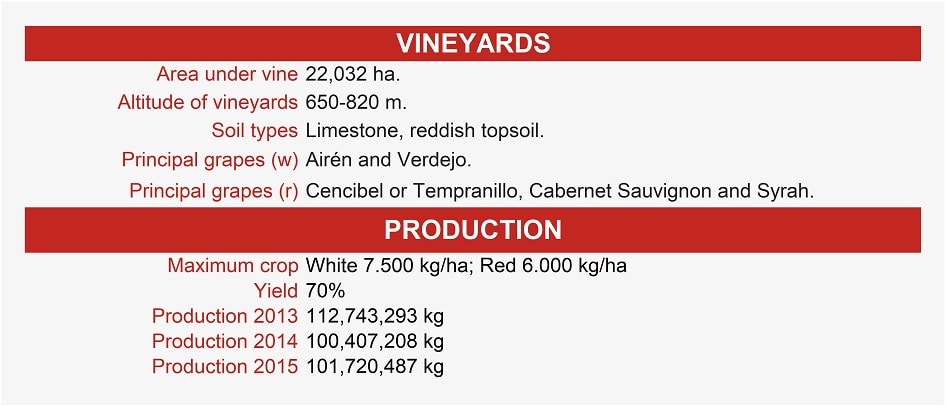 VINEYARDS
Area under vine 22,032 ha.
Altitude of vineyards 650-820 m.
Soil types Limestone, reddish topsoil.
Principal grapes (w) Airén and Verdejo.
Principal grapes (r) Cencibel or Tempranillo, Cabernet Sauvignon and Syrah.
PRODUCTION
Maximum crop White 7.500 kg/ha; Red 6.000 kg/ha
Yield 70%
Production 2013 112,743,293 kg
Production 2014 100,407,208 kg
Production 2015 101,720,487 kg